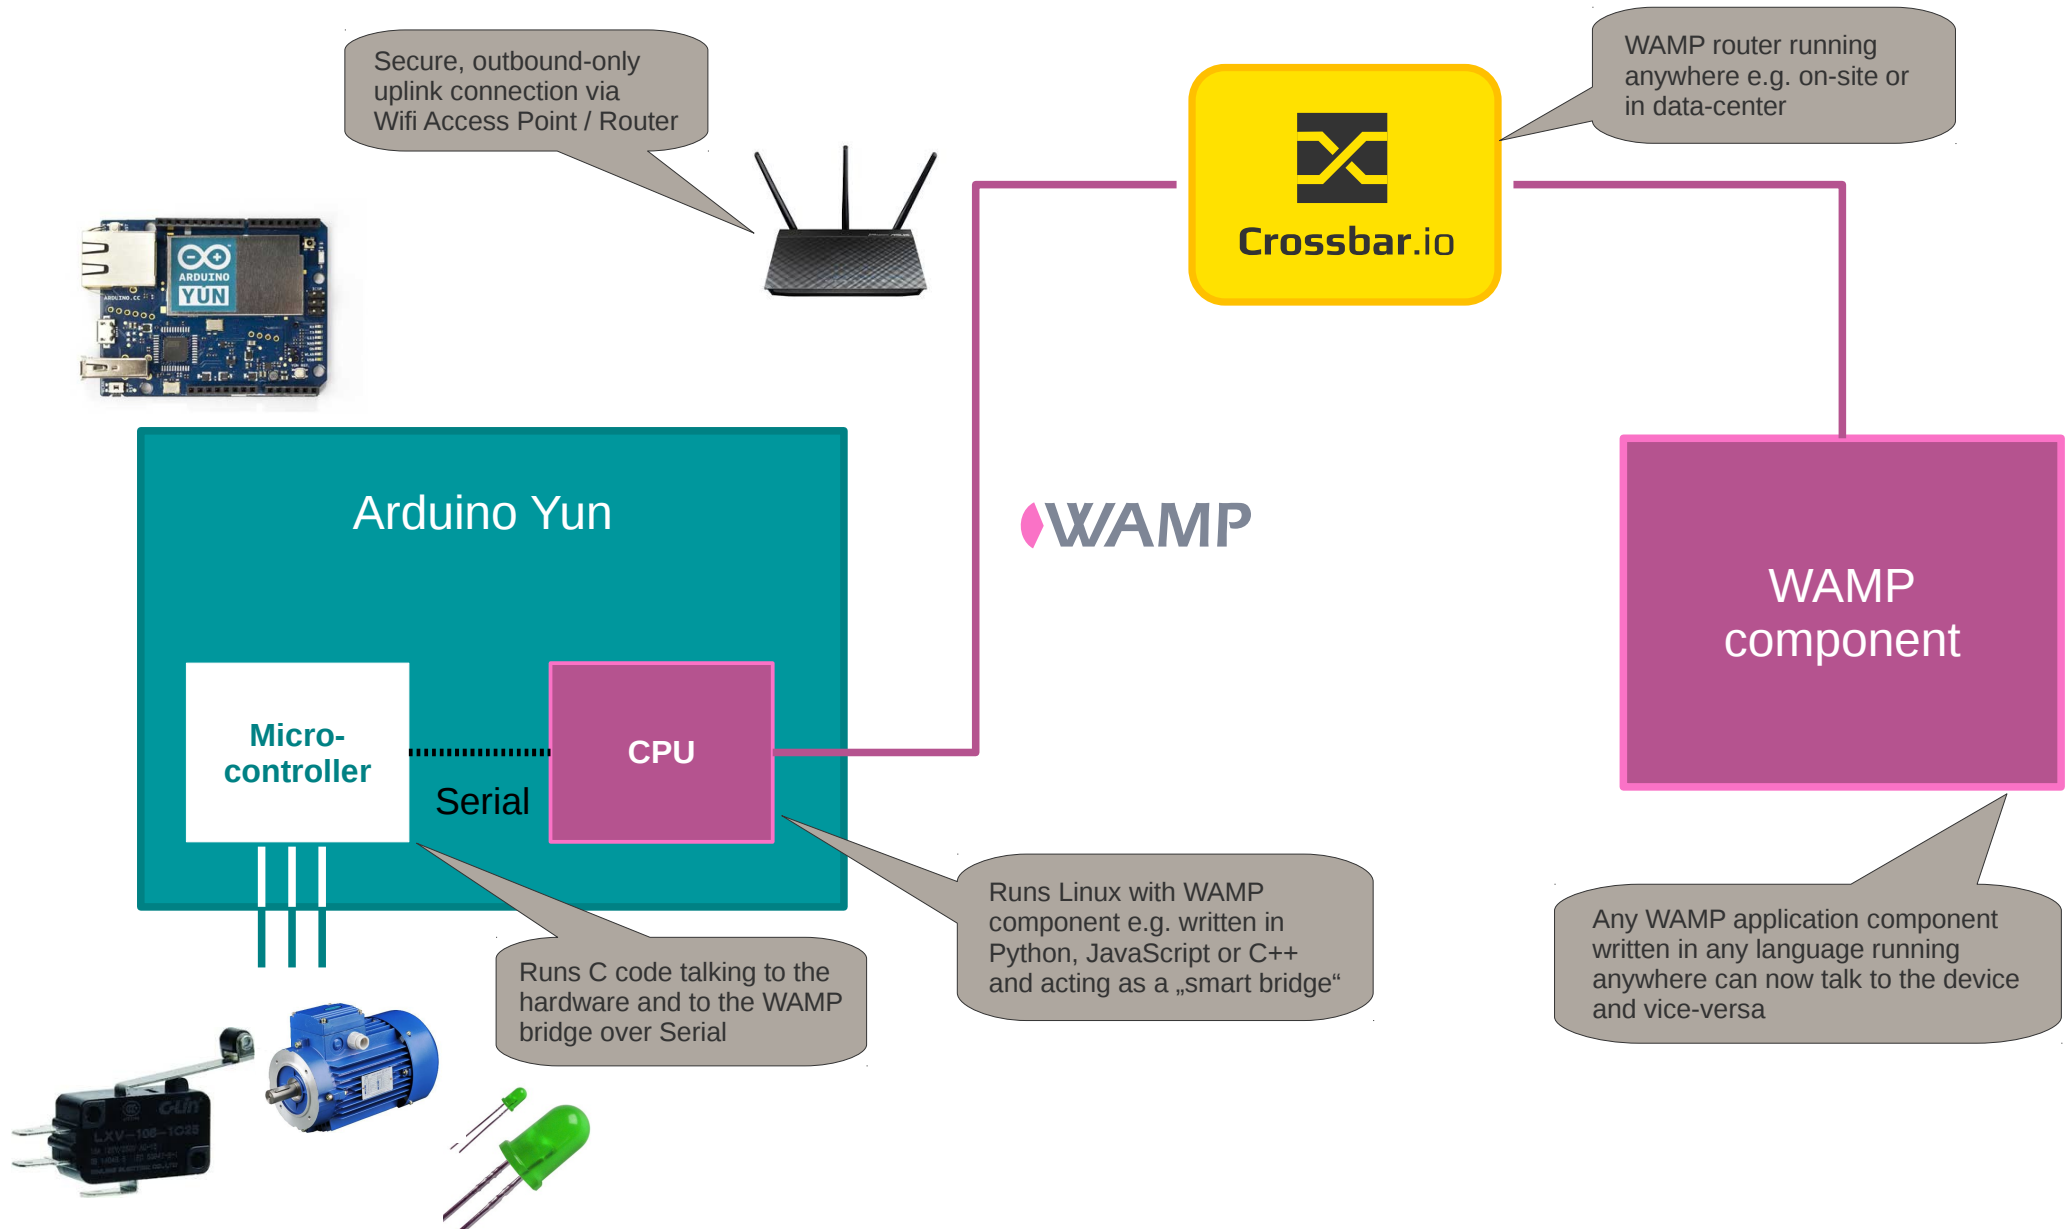 Secure, outbound-only
uplink connection via
Wifi Access Point / Router
WAMP router running
anywhere e.g. on-site or
in data-center
Crossbar.io
ARDUINO
YÚN
ARDUINO.CC
Arduino Yun
WAMP
WAMP
component
Micro-
controller
Serial
CPU
Runs Linux with WAMP
component e.g. written in
Python, JavaScript or C++
and acting as a „smart bridge“
Any WAMP application component
written in any language running
anywhere can now talk to the device
and vice-versa
Runs C code talking to the
hardware and to the WAMP
bridge over Serial